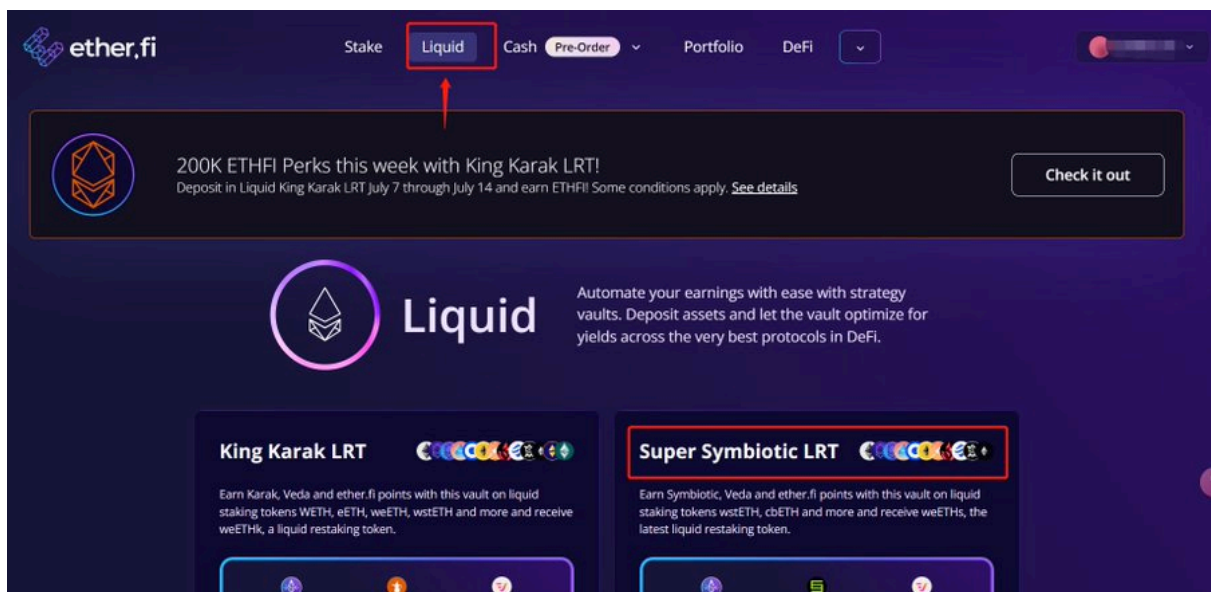 ether.fi
Stake
Liquid
Cash
Pre-Order
Portfolio
DeFi
200K ETHFI Perks this week with King Karak LRT!
Deposit in Liquid King Karak LRT July 7 through July 14 and earn ETHFI! Some conditions apply. See details
Check it out
Liquid
Automate your earnings with ease with strategy
vaults. Deposit assets and let the vault optimize for
yields across the very best protocols in DeFi.
King Karak LRT
Earn Karak, Veda and ether.fi points with this vault on liquid
staking tokens WETH, eETH, weETH, wstETH and more and receive
weETHk, a liquid restaking token.
Super Symbiotic LRT
Earn Symbiotic, Veda and ether.fi points with this vault on liquid
staking tokens wstETH, cbETH and more and receive weETHs, the
latest liquid restaking token.